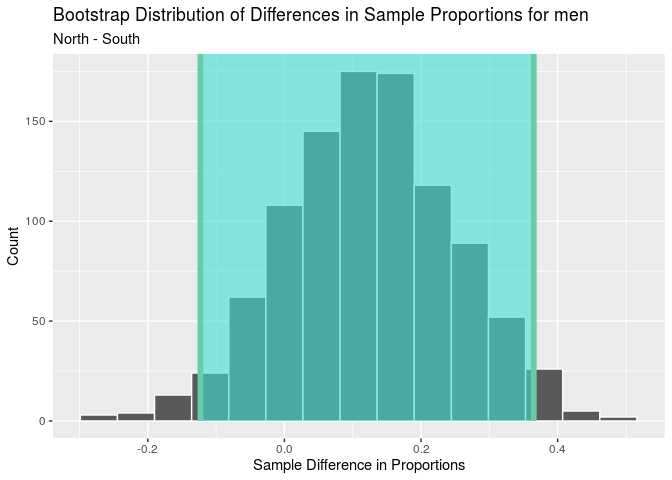 Bootstrap Distribution of Differences in Sample Proportions for men
North - South
150
100
50
0
Count
-0.2
0.0
0.2
0.4
Sample Difference in Proportions